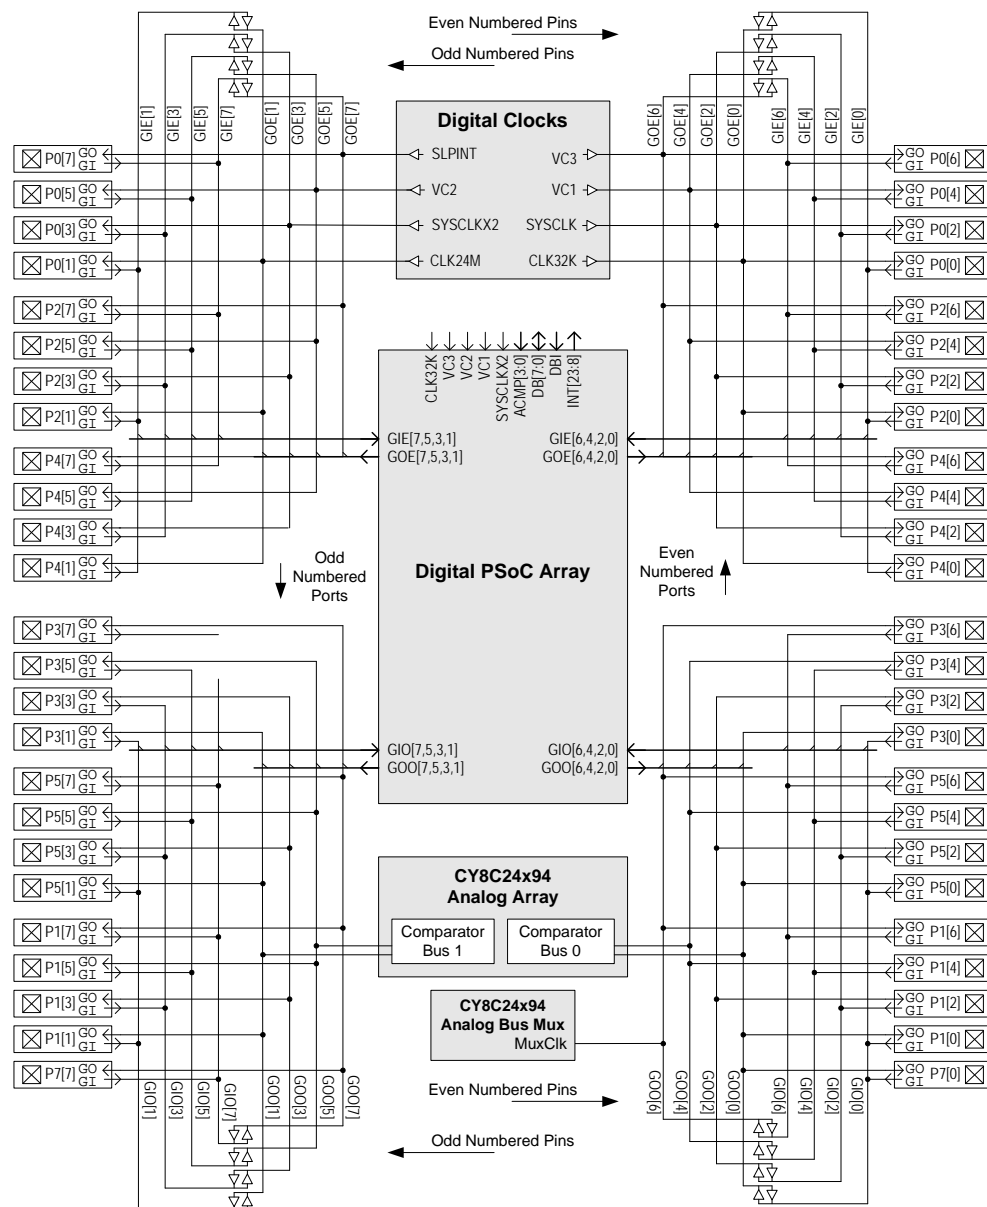 Even Numbered Pins
Odd Numbered Pins
GIE[1]
GIE[3]
GIE[5]
GIE[7]
GOE[1]
GOE[3]
GOE[5]
GOE[7]
GOE[6]
GOE[4]
GOE[2]
GOE[0]
GIE[6]
GIE[4]
GIE[2]
GIE[0]
Digital Clocks
SLPINT VC3
VC2 VC1
SYSCLKX2 SYSCLK
CLK24M CLK32K
P0[7] GO GI
P0[5] GO GI
P0[3] GO GI
P0[1] GO GI
P2[7] GO GI
P2[5] GO GI
P2[3] GO GI
P2[1] GO GI
P4[7] GO GI
P4[5] GO GI
P4[3] GO GI
P4[1] GO GI
GO GI P0[6]
GO GI P0[4]
GO GI P0[2]
GO GI P0[0]
GO GI P2[6]
GO GI P2[4]
GO GI P2[2]
GO GI P2[0]
GO GI P4[6]
GO GI P4[4]
GO GI P4[2]
GO GI P4[0]
CLK32K
VC3
VC2
VC1
SYSCLKX2
ACMP[3:0]
DB[7:0]
DBI
INT[23:8]
GIE[7,5,3,1] GIE[6,4,2,0]
GOE[7,5,3,1] GOE[6,4,2,0]
Odd
Numbered
Ports
Digital PSoC Array
Even
Numbered
Ports
GIO[7,5,3,1] GIO[6,4,2,0]
GOO[7,5,3,1] GOO[6,4,2,0]
P3[7] GO GI
P3[5] GO GI
P3[3] GO GI
P3[1] GO GI
P5[7] GO GI
P5[5] GO GI
P5[3] GO GI
P5[1] GO GI
P1[7] GO GI
P1[5] GO GI
P1[3] GO GI
P1[1] GO GI
P7[7] GO GI
GO GI P3[6]
GO GI P3[4]
GO GI P3[2]
GO GI P3[0]
GO GI P5[6]
GO GI P5[4]
GO GI P5[2]
GO GI P5[0]
GO GI P1[6]
GO GI P1[4]
GO GI P1[2]
GO GI P1[0]
GO GI P7[0]
CY8C24x94
Analog Array
Comparator
Bus 1
Comparator
Bus 0
CY8C24x94
Analog Bus Mux
MuxClk
GIO[1]
GIO[3]
GIO[5]
GIO[7]
GOO[1]
GOO[3]
GOO[5]
GOO[7]
GOO[6]
GOO[4]
GOO[2]
GOO[0]
GIO[6]
GIO[4]
GIO[2]
GIO[0]
Even Numbered Pins
Odd Numbered Pins